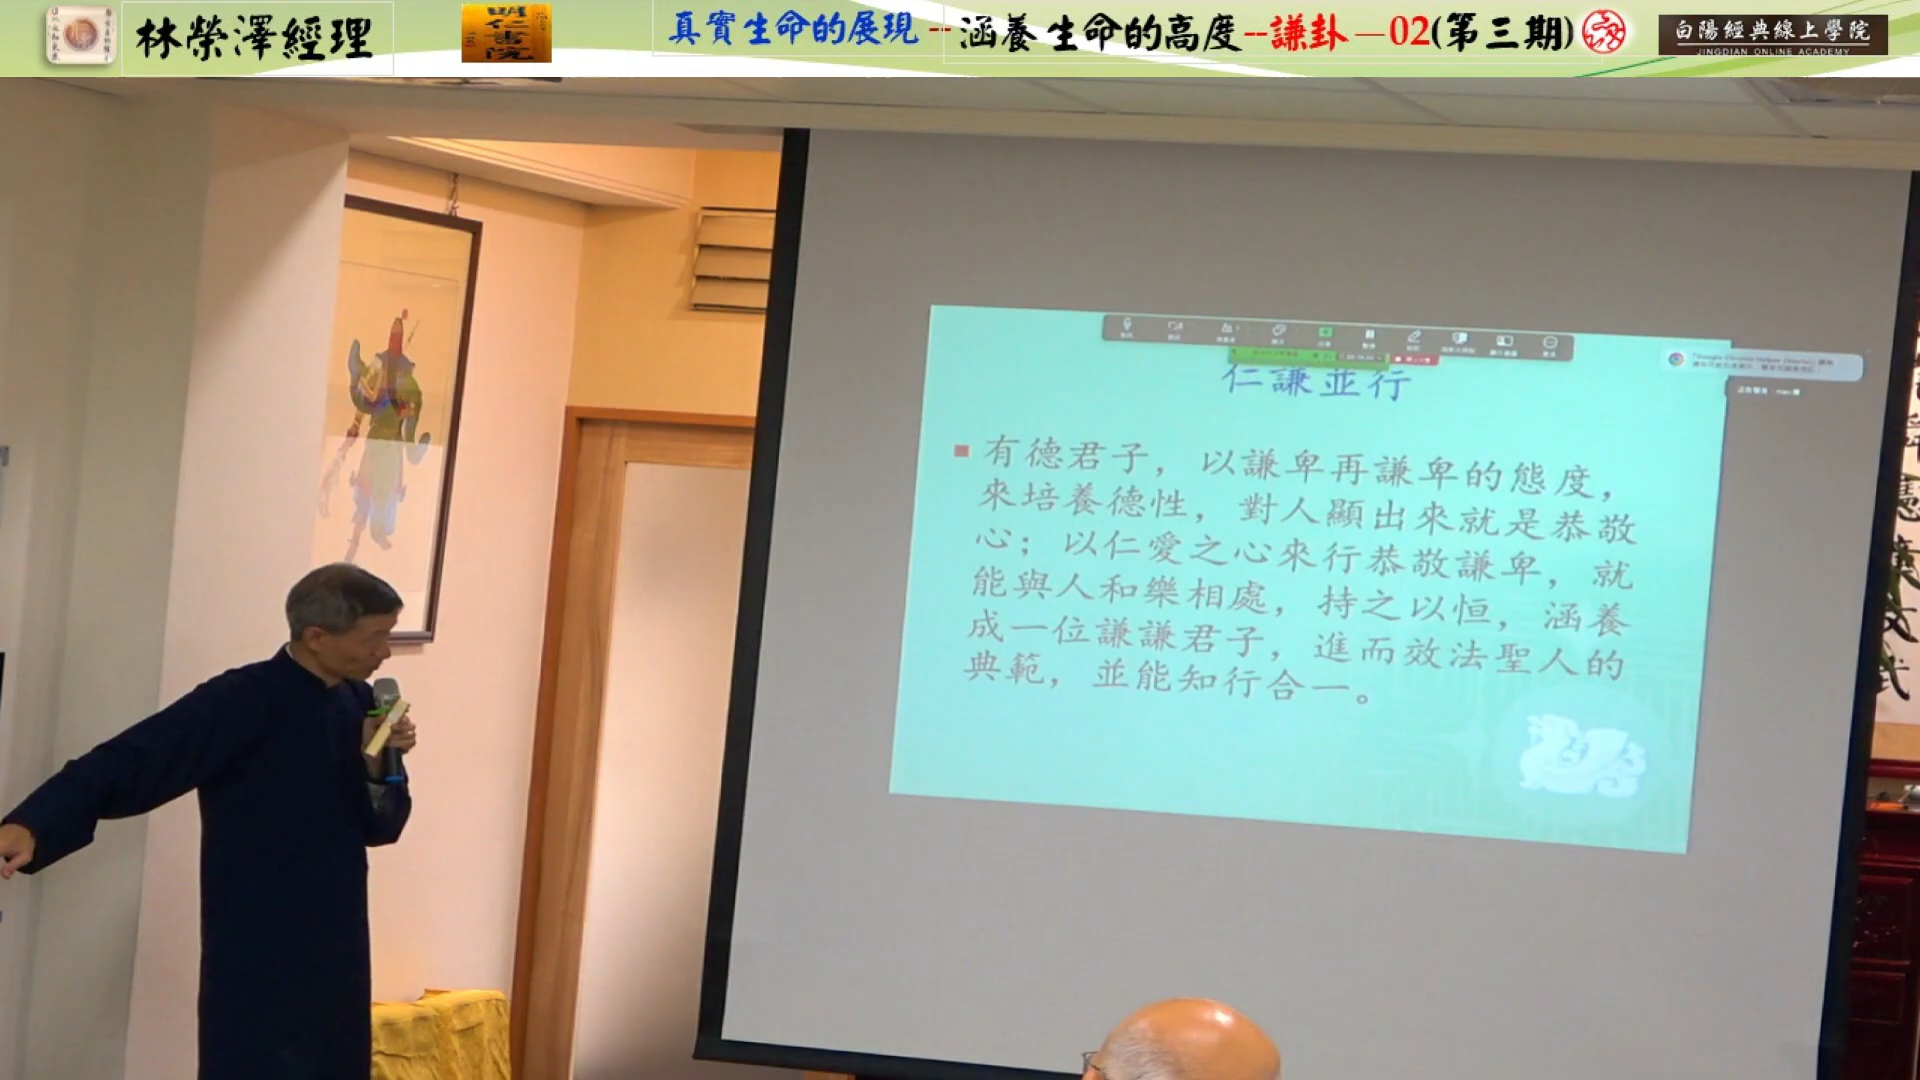 林榮澤經理
明仁書院
真實生命的展現--涵養生命的高度--謙卦—02(第三期)
白陽經典線上學院
JINGDIAN ONLINE ACADEMY
仁謙並行
有德君子，以謙卑再謙卑的態度，
來培養德性，對人顯出來就是恭敬
心；以仁愛之心來行恭敬謙卑，就
能與人和樂相處，持之以恒，涵養
成一位謙謙君子，進而效法聖人的
典範，並能知行合一。